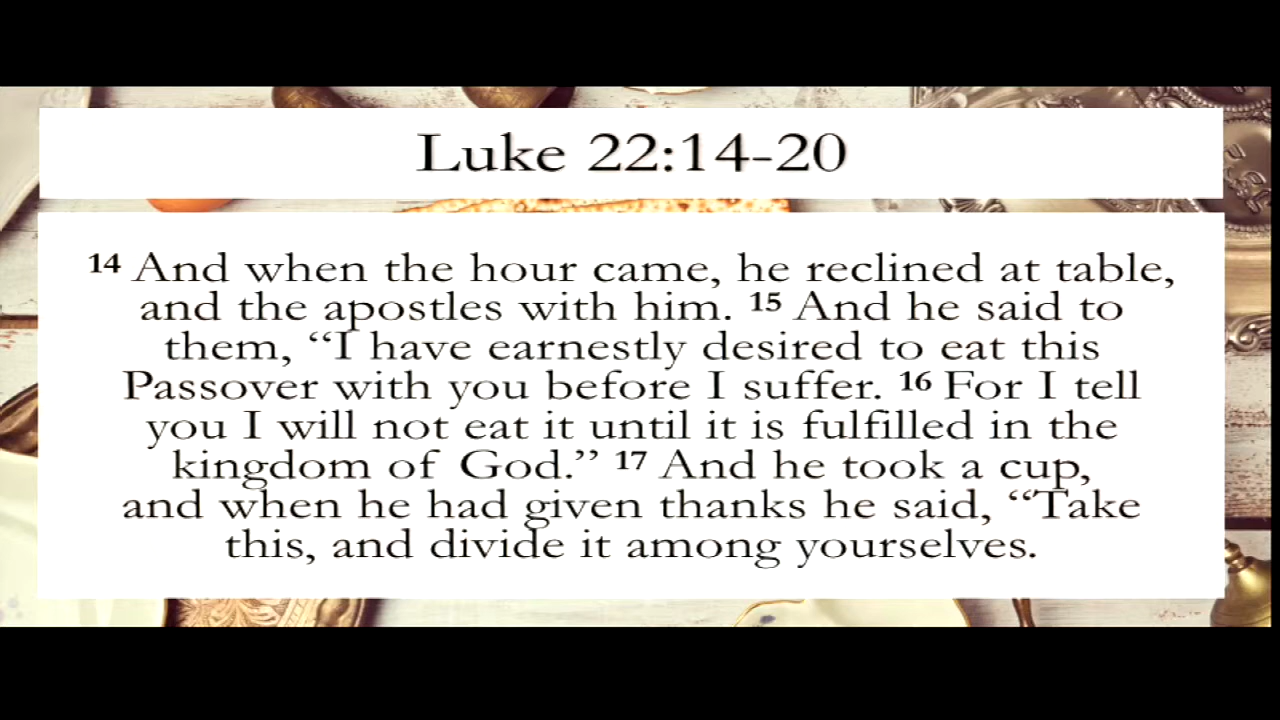 Luke 22:14-20
14 And when the hour came, he reclined at table,
and the apostles with him. 15 And he said to
them, “I have earnestly desired to eat this
Passover with you before I suffer. 16 For I tell
you I will not eat it until it is fulfilled in the
kingdom of God.” 17 And he took a cup,
and when he had given thanks he said, “Take
this, and divide it among yourselves.